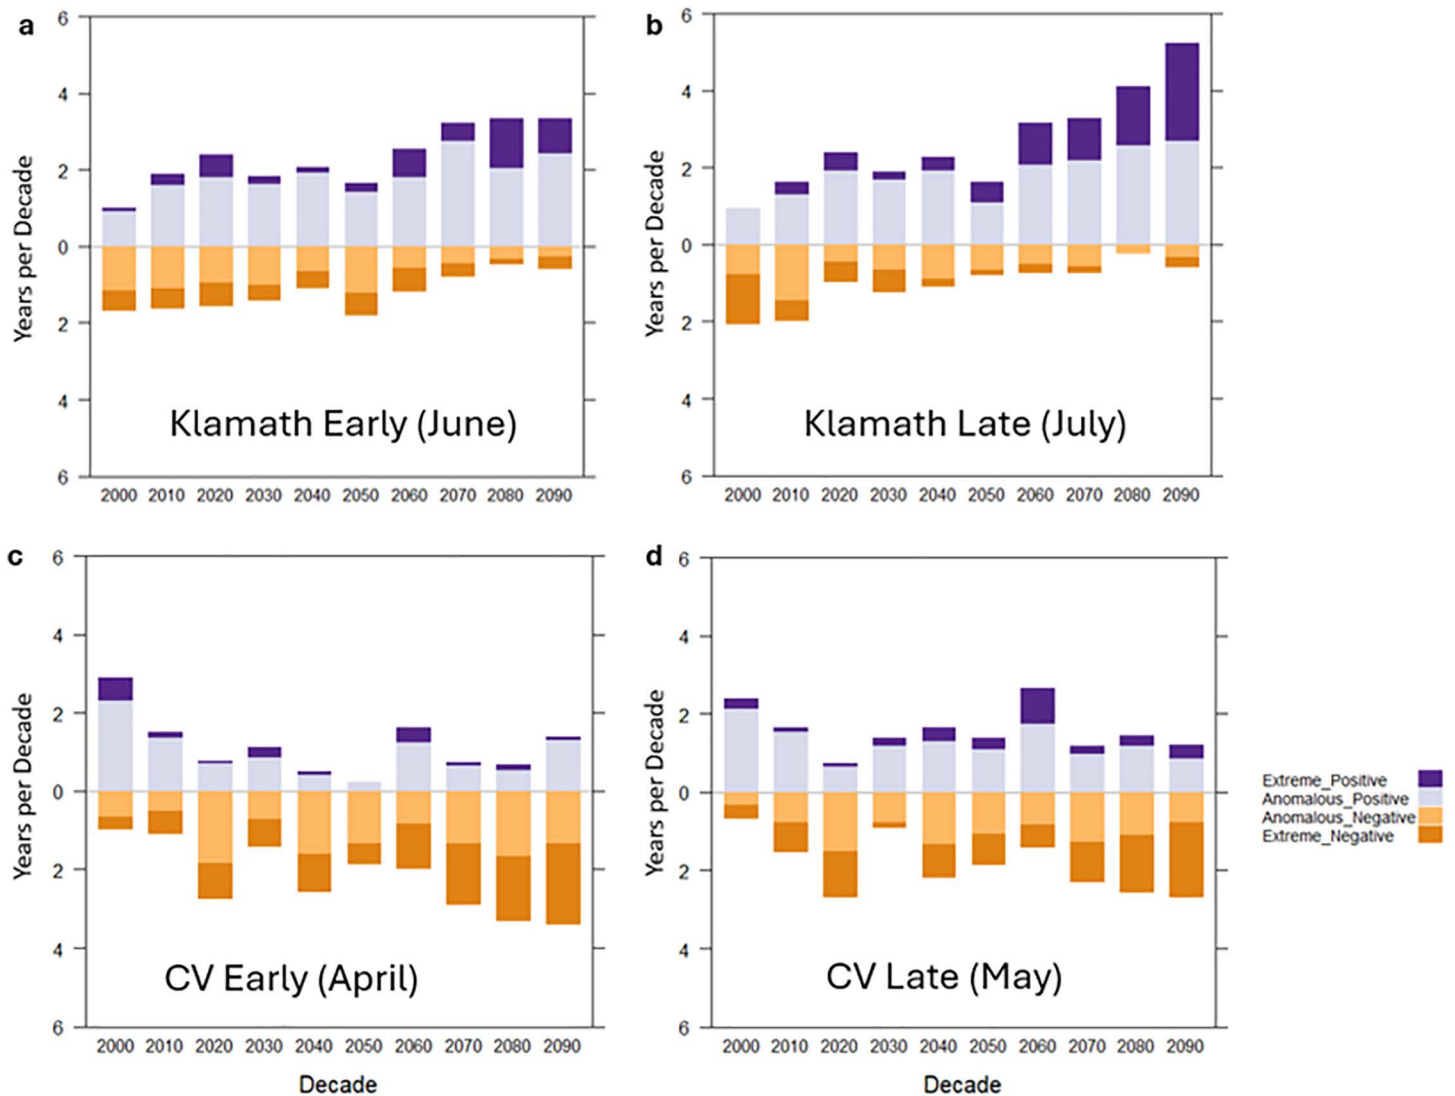 a
6
4
2
0
2
4
6
Years per Decade
Klamath Early (June)
2000 2010 2020 2030 2040 2050 2060 2070 2080 2090
b
6
4
2
0
2
4
6
Years per Decade
Klamath Late (July)
2000 2010 2020 2030 2040 2050 2060 2070 2080 2090
c
6
4
2
0
2
4
6
Years per Decade
CV Early (April)
2000 2010 2020 2030 2040 2050 2060 2070 2080 2090
Decade
d
6
4
2
0
2
4
6
Years per Decade
CV Late (May)
2000 2010 2020 2030 2040 2050 2060 2070 2080 2090
Decade
Extreme_Positive
Anomalous_Positive
Anomalous_Negative
Extreme_Negative